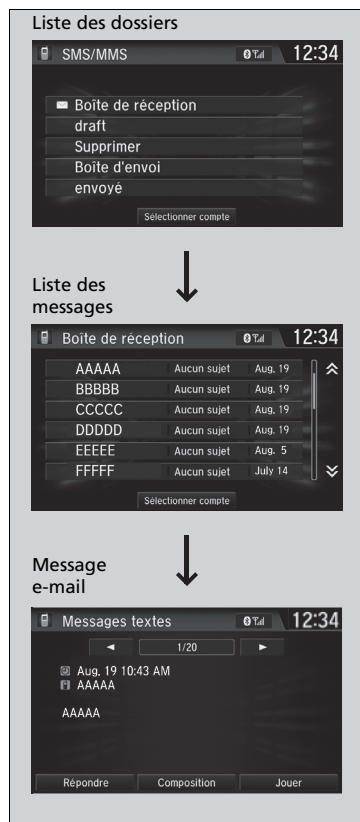 Liste des dossiers
SMS/MMS 12:34
Boîte de réception
draft
Supprimer
Boîte d'envoi
envoyé
Sélectionner compte
Liste des
messages
Boîte de réception 12:34
AAAAA Aucun sujet Aug. 19
BBBBB Aucun sujet Aug. 19
CCCCC Aucun sujet Aug. 19
DDDDD Aucun sujet Aug. 19
EEEEE Aucun sujet Aug. 5
FFFFF Aucun sujet July 14
Sélectionner compte
Message
e-mail
Messages textes 12:34
1/20
Aug. 19 10:43 AM
AAAAA
AAAAA
Répondre Composition Jouer